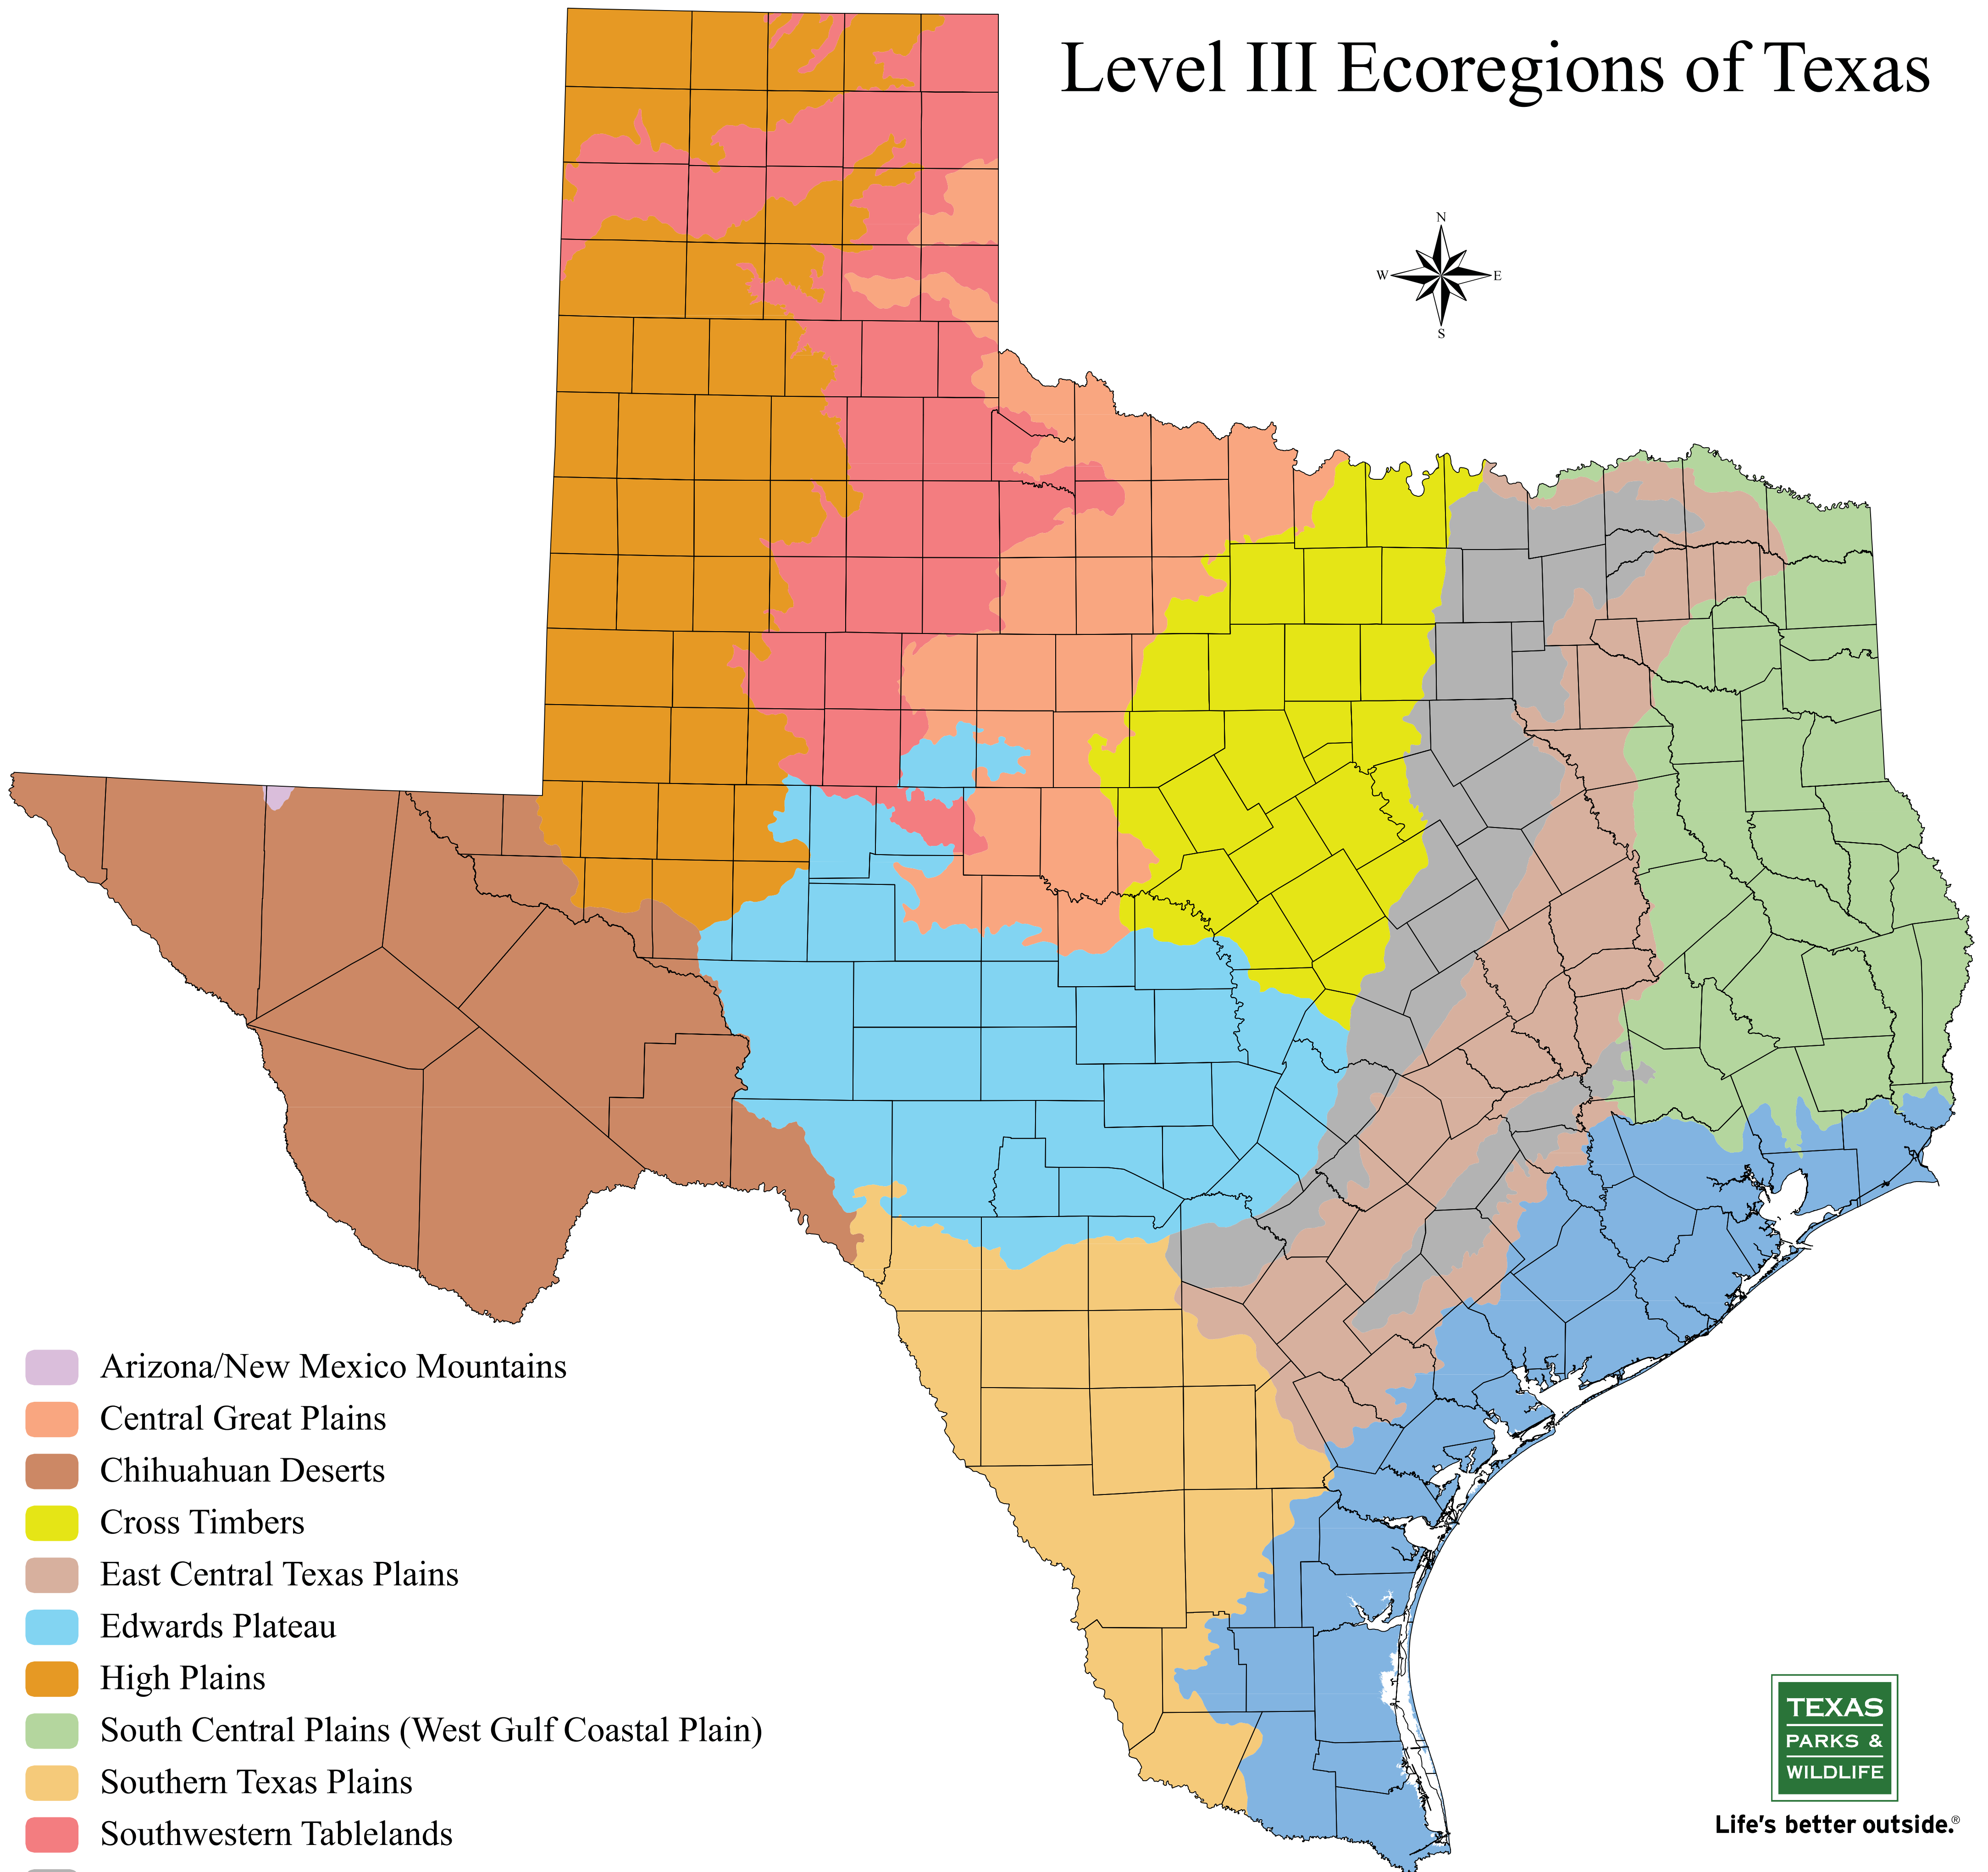 Level III Ecoregions of Texas
N
W E
S
Arizona/New Mexico Mountains
Central Great Plains
Chihuahuan Deserts
Cross Timbers
East Central Texas Plains
Edwards Plateau
High Plains
South Central Plains (West Gulf Coastal Plain)
Southern Texas Plains
Southwestern Tablelands
TEXAS
PARKS &
WILDLIFE
Life's better outside.®